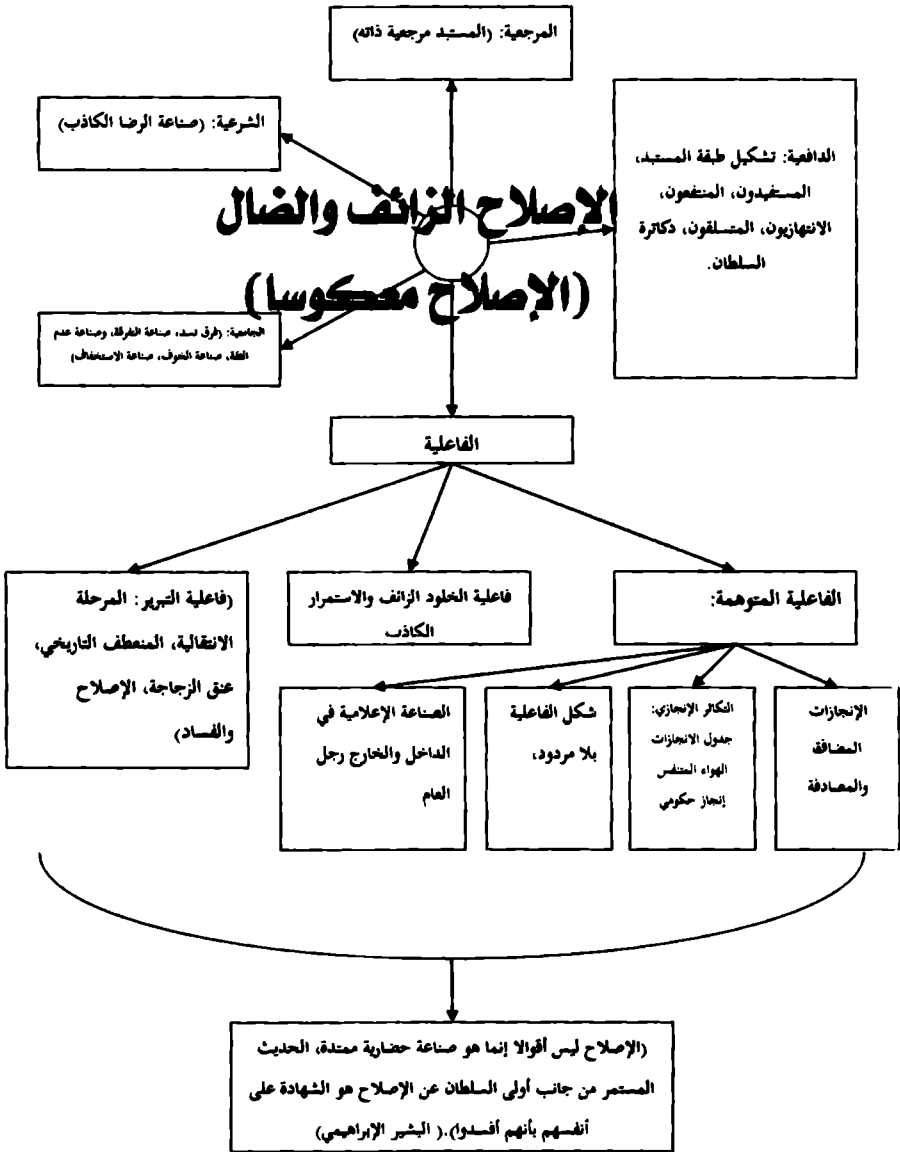 المرجعية: (المستبد مرجعية ذاته)
الشرعية: (صناعة الرضا الكاذب)
الدافعية: تشكيل طبقة المستبد،
المستفيدون، المنتفعون،
الانتهازيون، المتسلقون، دكاترة
السلطان.
الإصلاح الزائف والضال
(الإصلاح معكوسا)
الجامعية: (فرق تسد، صناعة التفرقة، وصناعة عدم
الثقة، صناعة الخوف، صناعة الاستخفاف)
الفاعلية
الفاعلية المتوهمة:
فاعلية الخلود الزائف والاستمرار
الكاذب
(فاعلية التبرير: المرحلة
الانتقالية، المنعطف التاريخي،
عنق الزجاجة، الإصلاح
والفساد)
الإنجازات
المضافة
والمصادفة
التكاثر الإنجازي:
جدول الانجازات
الهواء المتنفس
إنجاز حكومي
شكل الفاعلية
بلا مردود،
الصناعة الإعلامية في
الداخل والخارج رجل
العام
(الإصلاح ليس أقوالا إنما هو صناعة حضارية ممتدة، الحديث
المستمر من جانب أولى السلطان عن الإصلاح هو الشهادة على
أنفسهم بأنهم أفسدوا).( البشير الإبراهيمي)